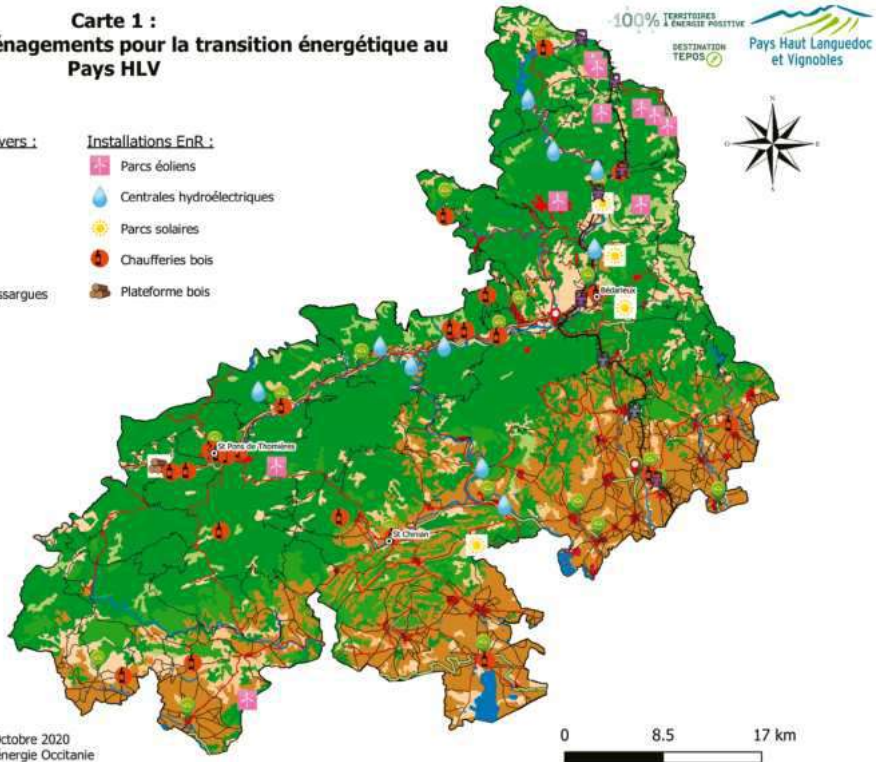 Carte 1 :
énagements pour la transition énergétique au
Pays HLV
100% TERRITOIRES
À ÉNERGIE POSITIVE
DESTINATION
TEPOS
Pays Haut Languedoc
et Vignobles
vers :
Installations EnR :
Parcs éoliens
Centrales hydroélectriques
Parcs solaires
Chaufferies bois
Plateforme bois
ssargues
N
O
E
S
Bédarieux
St Pons de Thomières
St Chinian
octobre 2020
énergie Occitanie
0 8.5 17 km